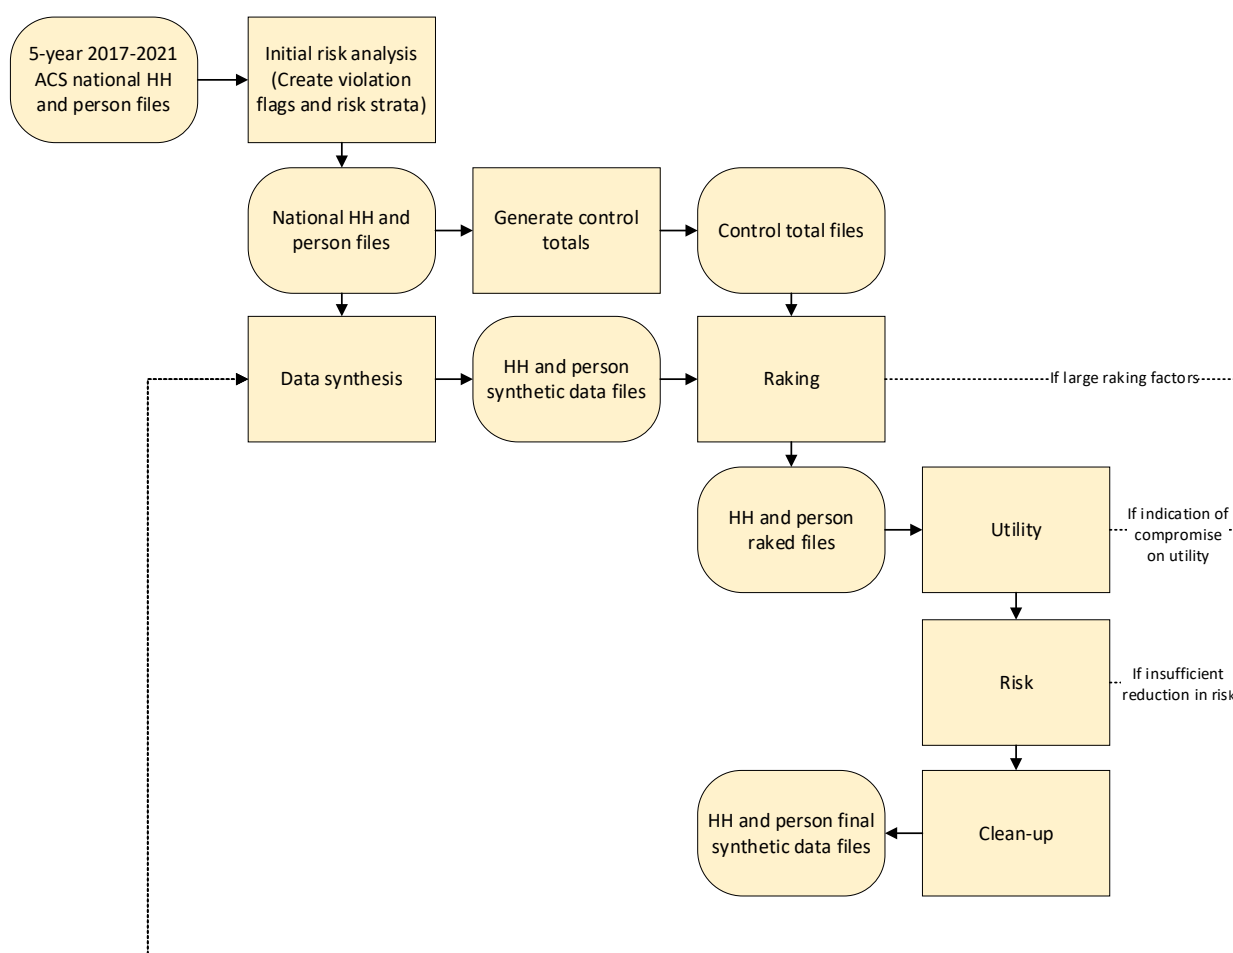 5-year 2017-2021
ACS national HH
and person files
Initial risk analysis
(Create violation
flags and risk strata)
National HH and
person files
Generate control
totals
Control total files
Data synthesis
HH and person
synthetic data files
Raking
If large raking factors
HH and person
raked files
Utility
If indication of
compromise
on utility
Risk
If insufficient
reduction in risk
HH and person final
synthetic data files
Clean-up